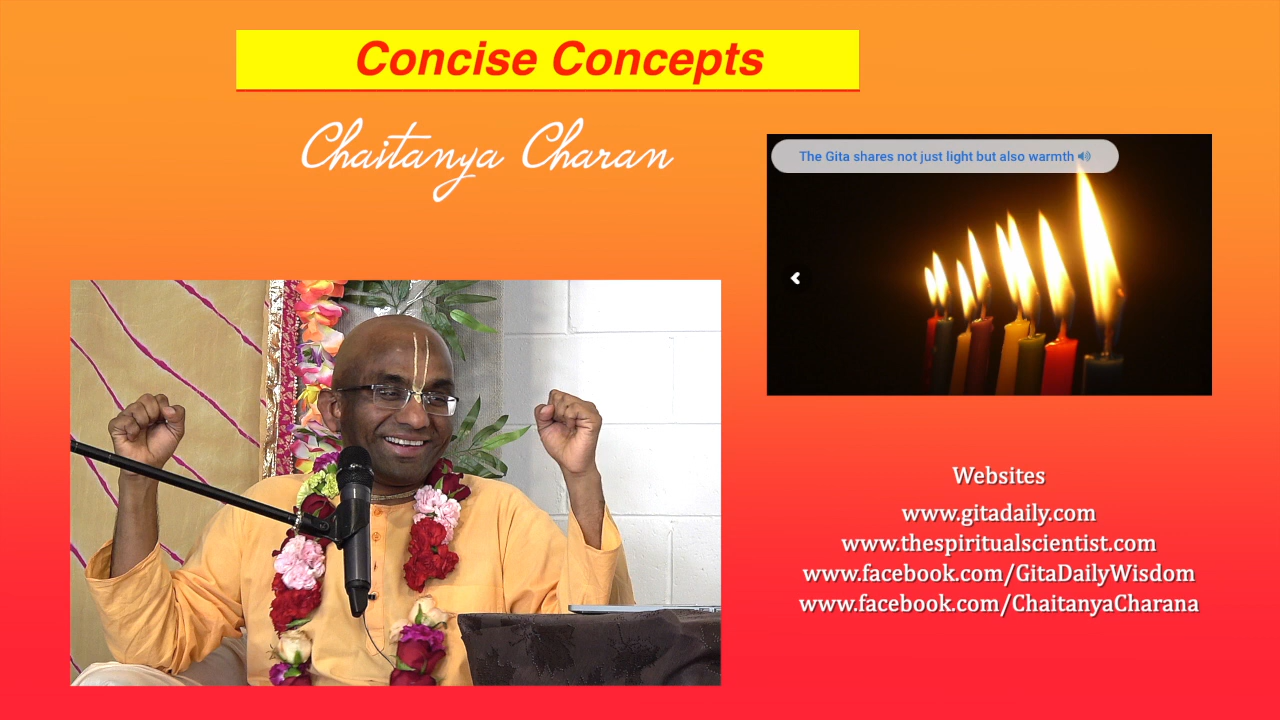 Concise Concepts
Chaitanya Charan
The Gita shares not just light but also warmth
Websites
www.gitadaily.com
www.thespiritualscientist.com
www.facebook.com/GitaDailyWisdom
www.facebook.com/ChaitanyaCharana